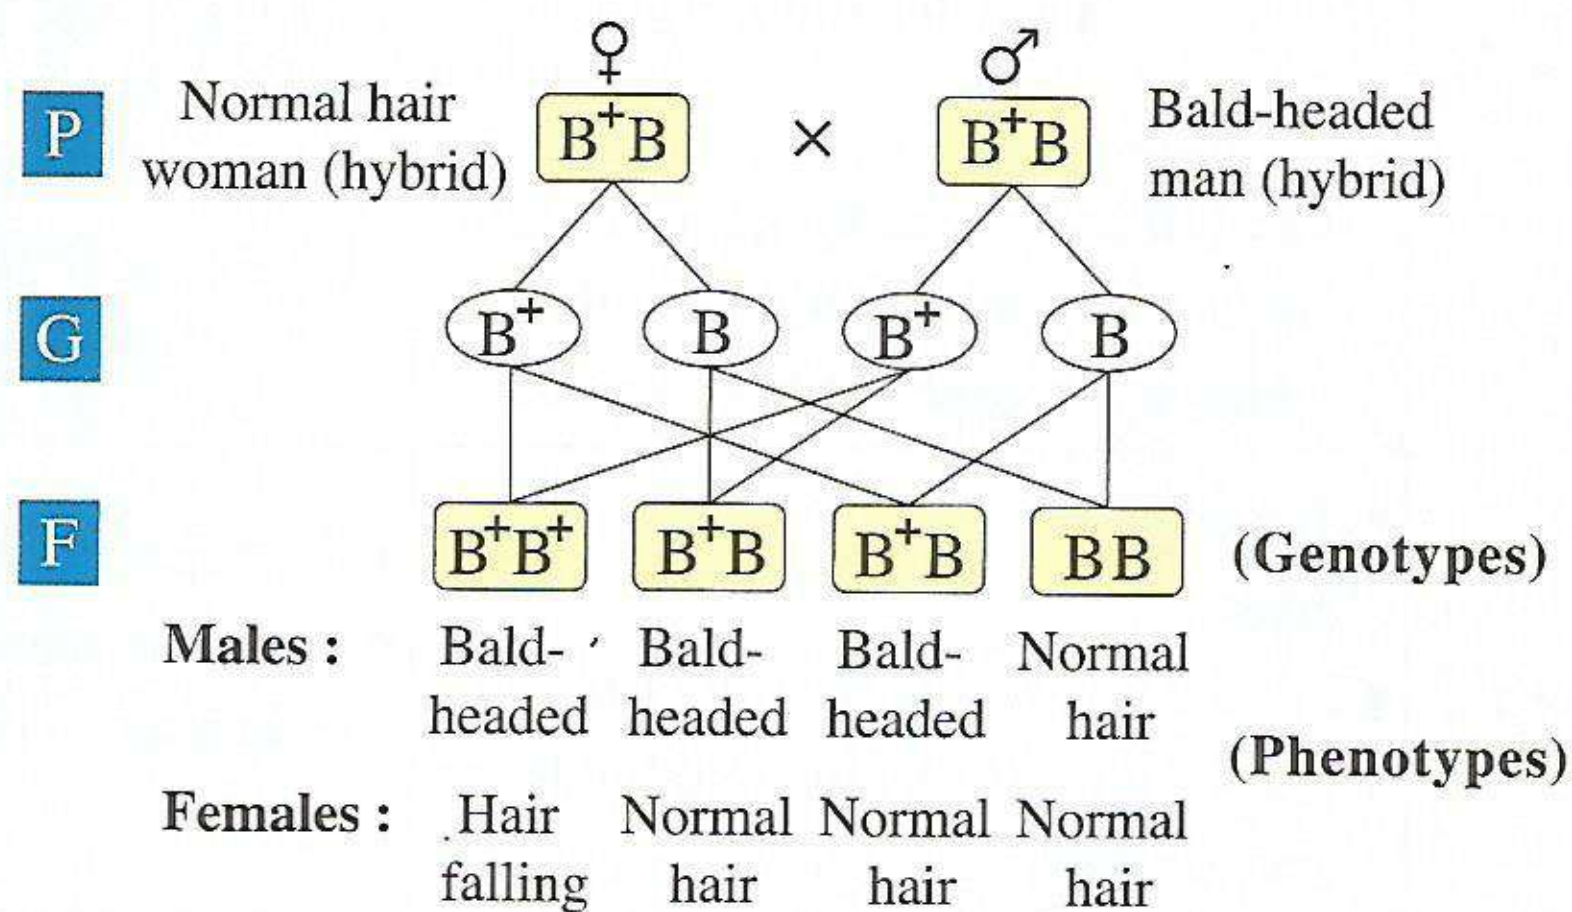 ♀ ♂
P Normal hair woman (hybrid) B⁺B × B⁺B Bald-headed man (hybrid)
G B⁺ B B⁺ B
F B⁺B⁺ B⁺B B⁺B BB (Genotypes)
Males : Bald- Bald- Bald- Normal
headed headed headed hair
(Phenotypes)
Females : Hair Normal Normal Normal
falling hair hair hair